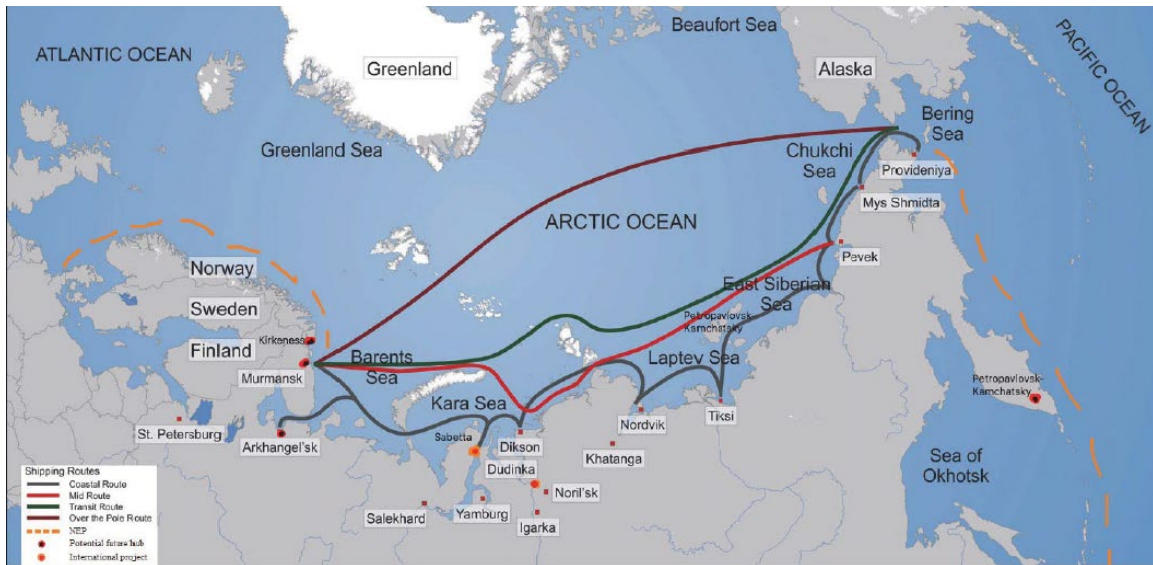 Beaufort Sea
ATLANTIC OCEAN
Greenland
Alaska
PACIFIC OCEAN
Bering
Sea
Greenland Sea
Chukchi
Sea
Provideniya
Mys Shmidta
ARCTIC OCEAN
Pevek
Norway
East Siberian
Sea
Sweden
Petropavlovsk-
Kamchatsky
Kirkeness
Finland
Barents
Sea
Laptev Sea
Murmansk
Petropavlovsk-
Kamchatsky
Kara Sea
Nordvik
Tiksi
St. Petersburg
Arkhangel'sk
Sabetta
Dikson
Khatanga
Sea of
Okhotsk
Dudinka
Noril'sk
Salekhard
Yamburg
Igarka
Shipping Routes
Coastal Route
Mid Route
Transit Route
Over the Pole Route
NEP
Potential future hub
International project